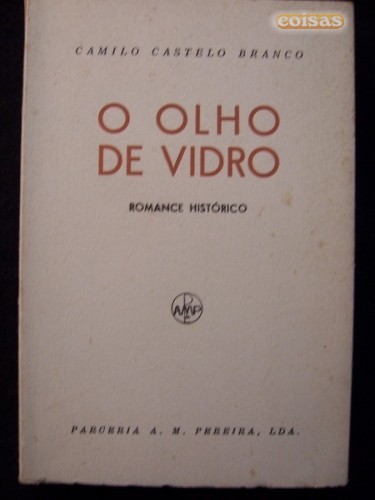 coisas
CAMILO CASTELO BRANCO
O OLHO
DE VIDRO
ROMANCE HISTÓRICO
PARCERIA A. M. PEREIRA, LDA.